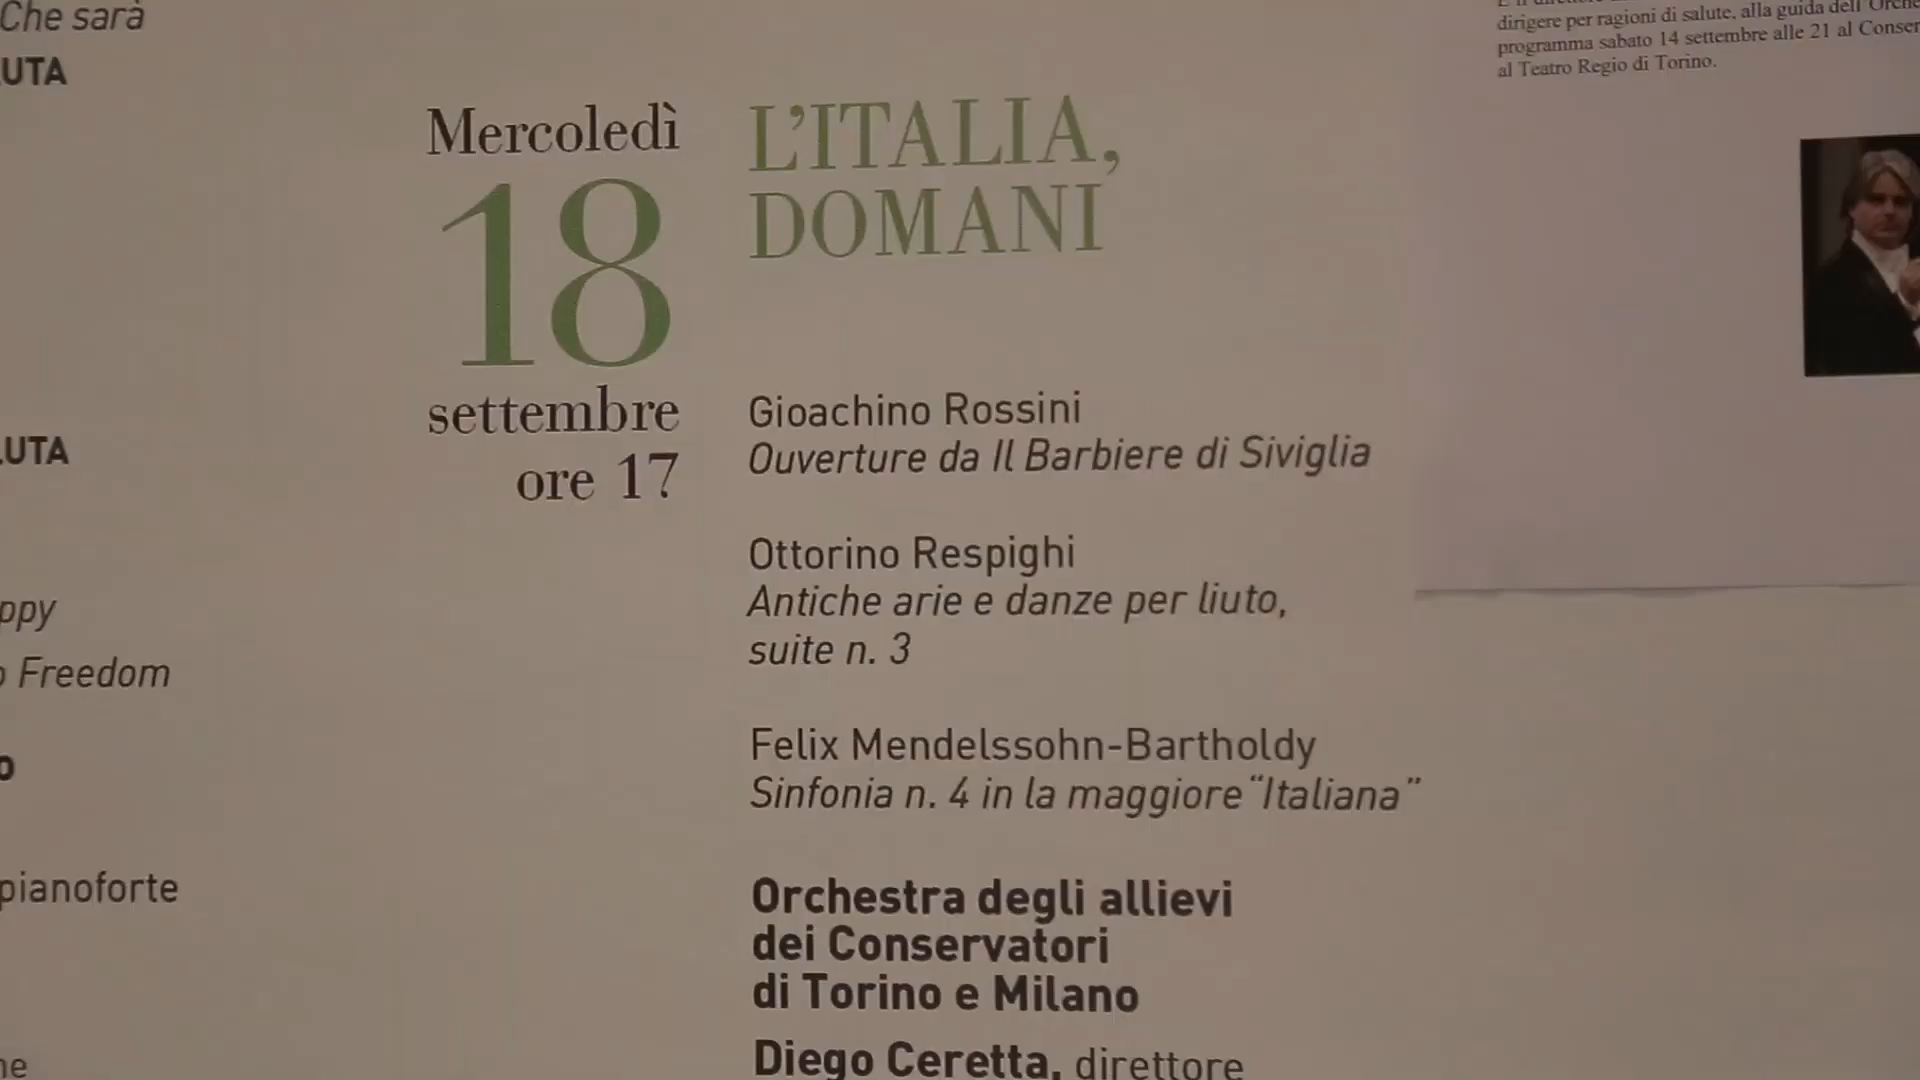 Che sarà
UTA
LUTA
ppy
o Freedom
o
pianoforte
ne
Mercoledì
18
settembre
ore 17
L'ITALIA,
DOMANI
Gioachino Rossini
Ouverture da Il Barbiere di Siviglia
Ottorino Respighi
Antiche arie e danze per liuto,
suite n. 3
Felix Mendelssohn-Bartholdy
Sinfonia n. 4 in la maggiore “Italiana”
Orchestra degli allievi
dei Conservatori
di Torino e Milano
Diego Ceretta, direttore
dirigere per ragioni di salute, alla guida dell'Orche
programma sabato 14 settembre alle 21 al Conser
al Teatro Regio di Torino.